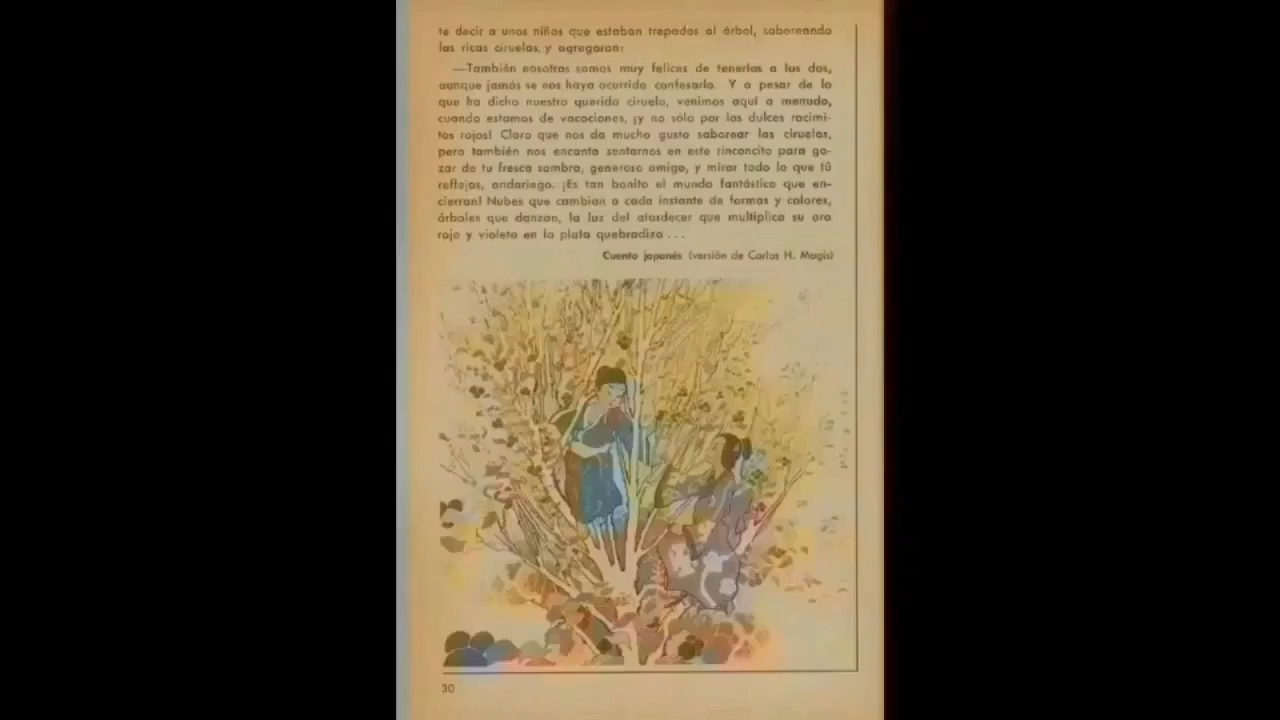 te decir a unos niños que estaban trepados al árbol, saboreando
las ricas ciruelas, y agregaron:
—También nosotros somos muy felices de tenerlos a los dos,
aunque jamás se nos haya ocurrido confesarlo. Y a pesar de lo
que ha dicho nuestro querido ciruelo, venimos aquí a menudo,
cuando estamos de vacaciones, ¡y no sólo por los dulces racimi-
tos rojos! Claro que nos da mucho gusto saborear las ciruelas,
pero también nos encanta sentarnos en este rinconcito para go-
zar de tu fresca sombra, generoso amigo, y mirar todo lo que tú
reflejas, andariego. ¡Es tan bonito el mundo fantástico que en-
cierran! Nubes que cambian a cada instante de formas y colores,
árboles que danzan, la luz del atardecer que multiplica su oro
rojo y violeta en la plata quebradiza ...
Cuento japonés (versión de Carlos H. Magis)
30